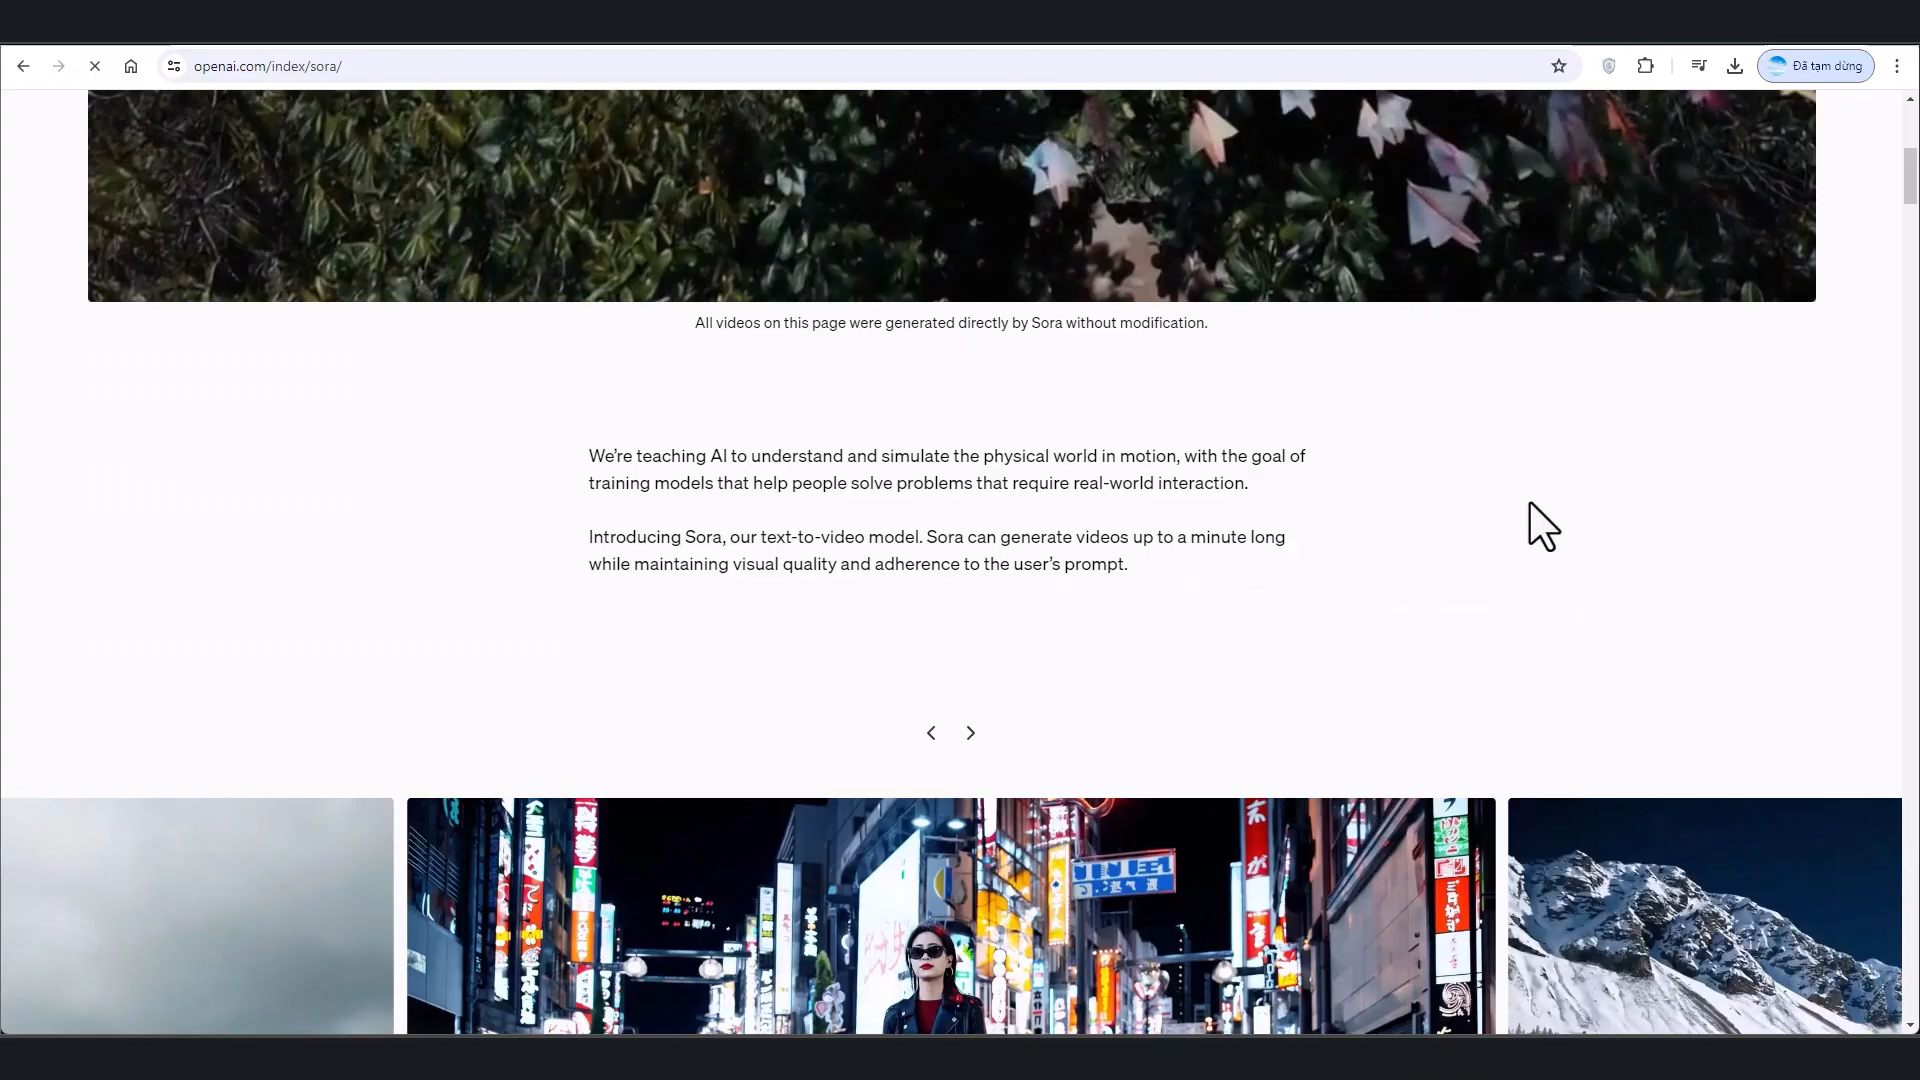 openai.com/index/sora/
Đã tạm dừng
All videos on this page were generated directly by Sora without modification.
We’re teaching AI to understand and simulate the physical world in motion, with the goal of
training models that help people solve problems that require real-world interaction.
Introducing Sora, our text-to-video model. Sora can generate videos up to a minute long
while maintaining visual quality and adherence to the user’s prompt.